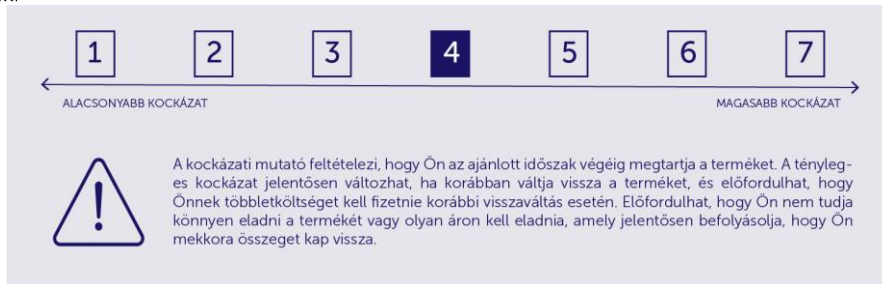 1 2 3 4 5 6 7
ALACSONYABB KOCKÁZAT MAGASABB KOCKÁZAT
A kockázati mutató feltételezi, hogy Ön az ajánlott időszak végéig megtartja a terméket. A tényleg-
es kockázat jelentősen változhat, ha korábban váltja vissza a terméket, és előfordulhat, hogy
Önnek többletköltséget kell fizetnie korábbi visszaváltás esetén. Előfordulhat, hogy Ön nem tudja
könnyen eladni a termékét vagy olyan áron kell eladnia, amely jelentősen befolyásolja, hogy Ön
mekkora összeget kap vissza.